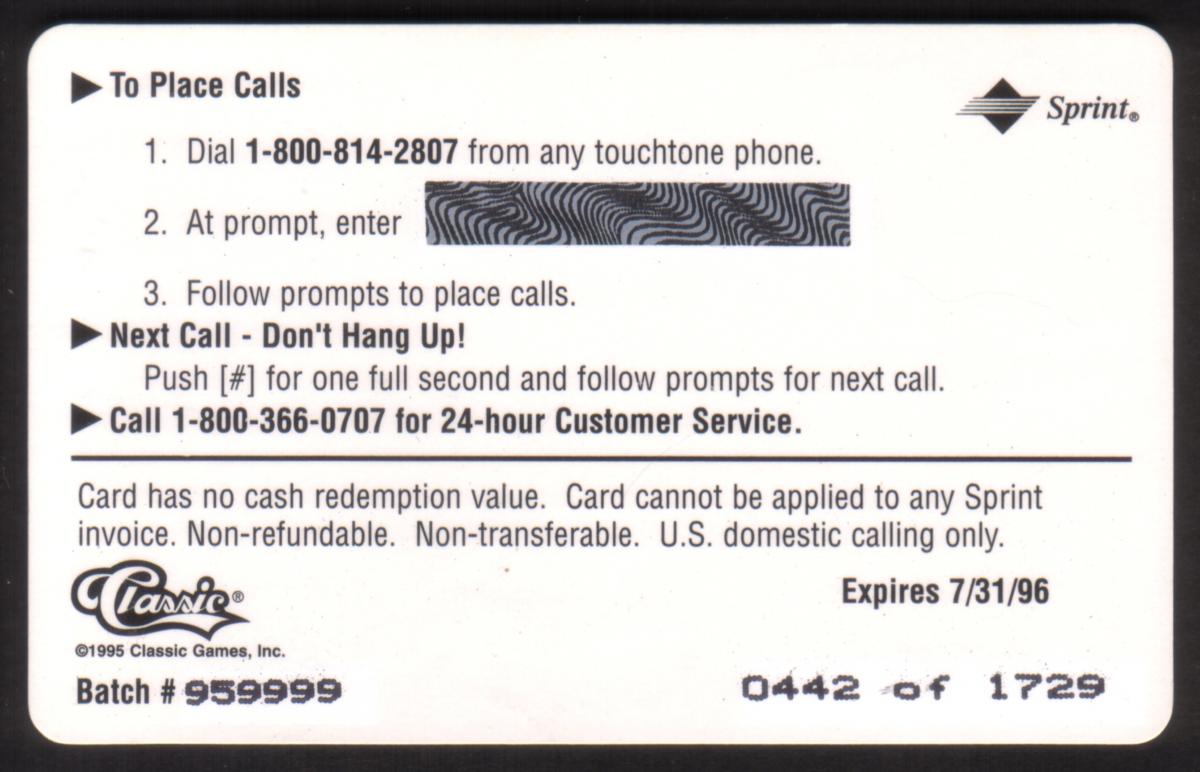 ► To Place Calls
Sprint®
1. Dial 1-800-814-2807 from any touchtone phone.
2. At prompt, enter
3. Follow prompts to place calls.
► Next Call - Don't Hang Up!
Push [#] for one full second and follow prompts for next call.
► Call 1-800-366-0707 for 24-hour Customer Service.
Card has no cash redemption value. Card cannot be applied to any Sprint
invoice. Non-refundable. Non-transferable. U.S. domestic calling only.
Classic®
Expires 7/31/96
©1995 Classic Games, Inc.
Batch # 959999
0442 of 1729